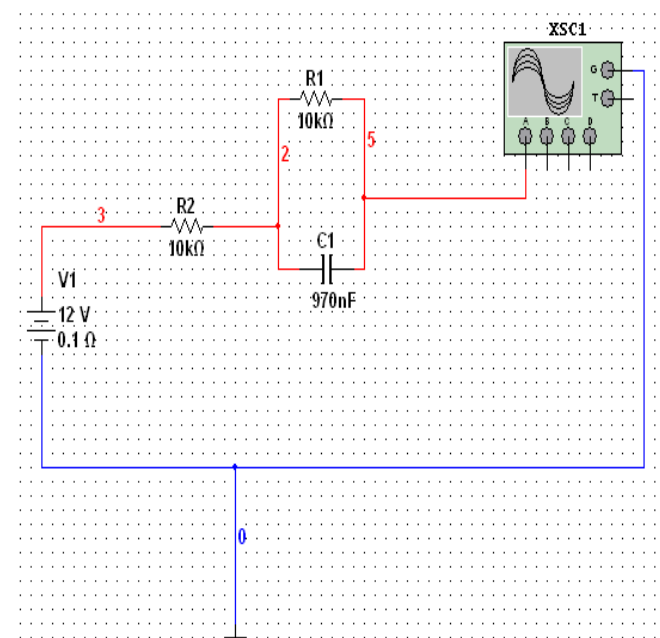 XSC1
G
T
A B C D
R1
10kΩ
5
2
R2
3
10kΩ
C1
970nF
V1
12 V
0.1 Ω
0